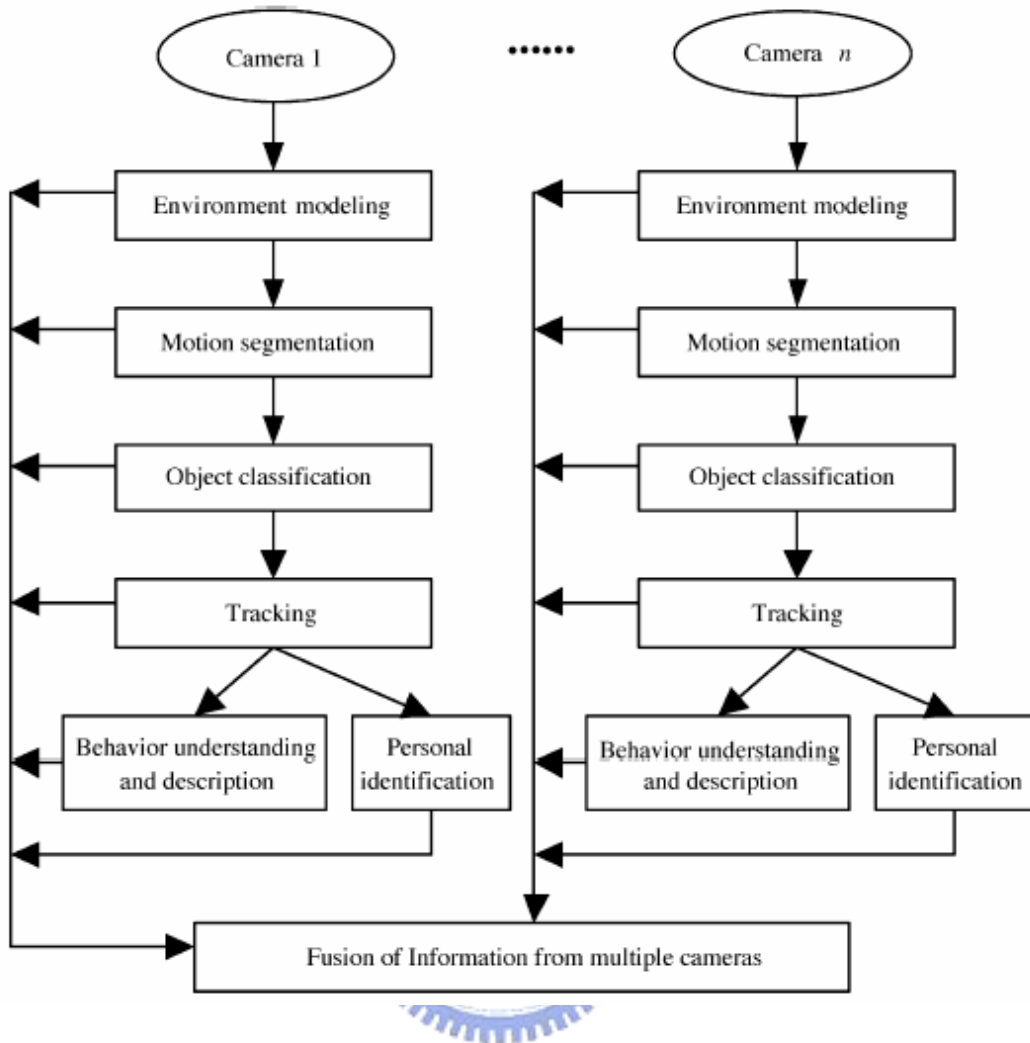 Camera 1
Camera n
Environment modeling
Environment modeling
Motion segmentation
Motion segmentation
Object classification
Object classification
Tracking
Tracking
Behavior understanding
and description
Personal
identification
Behavior understanding
and description
Personal
identification
Fusion of Information from multiple cameras